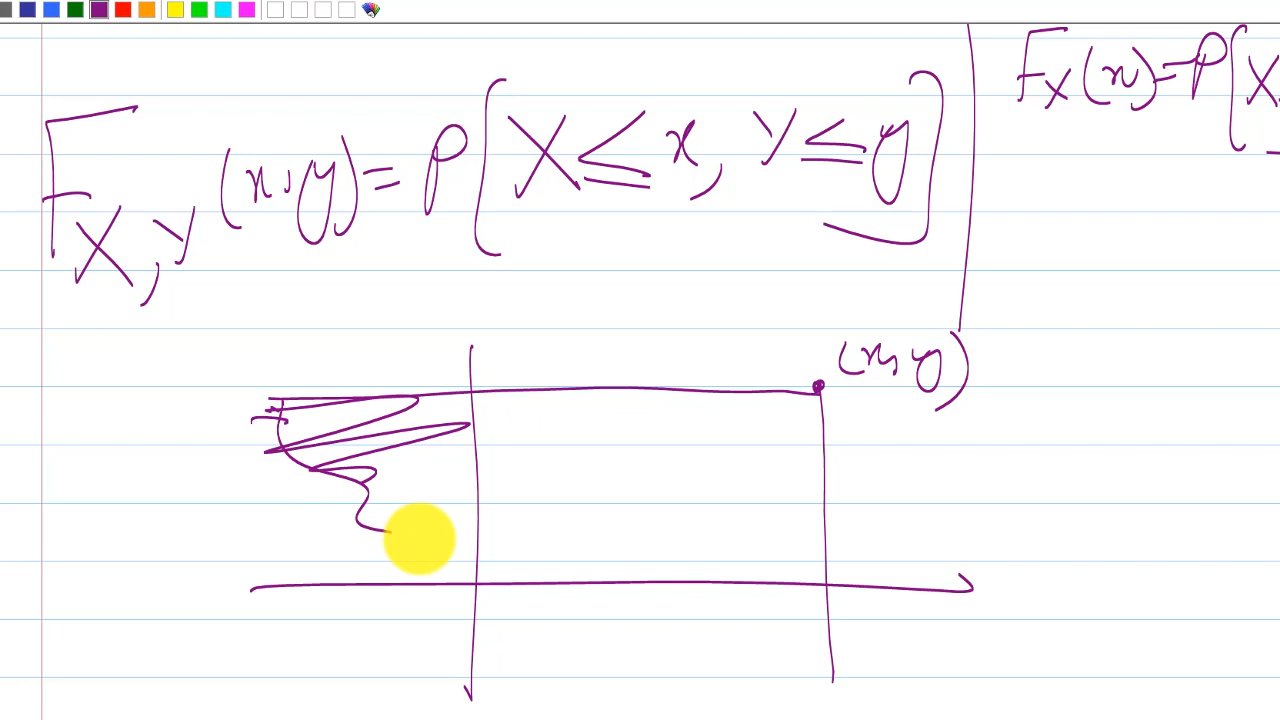 F_{X,Y}(x,y) = P{X ≤ x, Y ≤ y}
F_X(x) = P{X
(x, y)